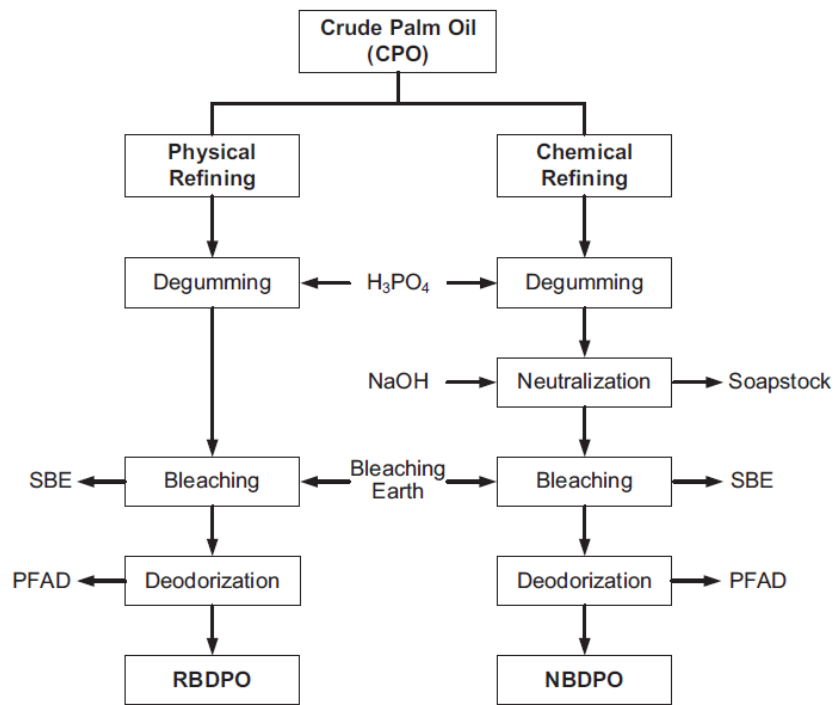 Crude Palm Oil
(CPO)
Physical
Refining
Chemical
Refining
Degumming
H₃PO₄
Degumming
NaOH
Neutralization
Soapstock
SBE
Bleaching
Bleaching
Earth
Bleaching
SBE
PFAD
Deodorization
Deodorization
PFAD
RBDPO
NBDPO